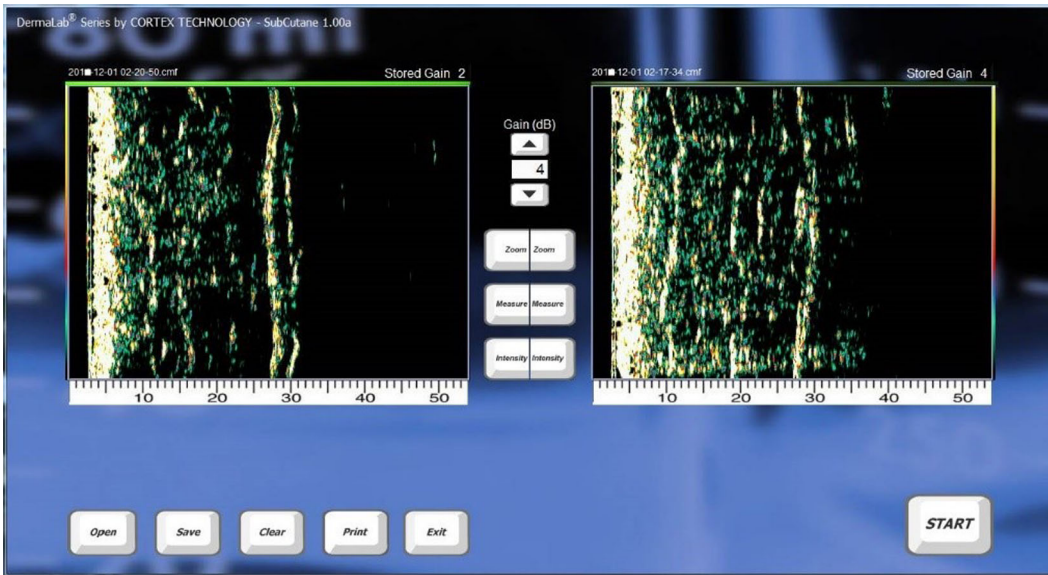 DermaLab® Series by CORTEX TECHNOLOGY - SubCutane 1.00a
-12-01 02-20-50.cmf
Stored Gain 2
-12-01 02-17-34.cmf
Stored Gain 4
Gain (dB)
4
Zoom Zoom
Measure Measure
Intensity Intensity
10 20 30 40 50
10 20 30 40 50
Open Save Clear Print Exit
START